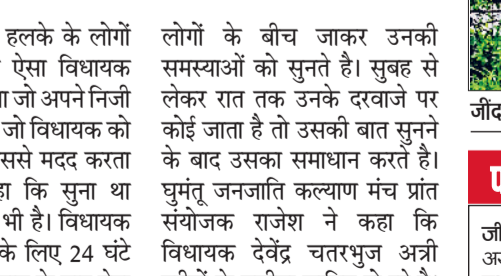 हलके के लोगों
ऐसा विधायक
जो अपने निजी
जो विधायक को
मदद करता
कि सुना था
भी है। विधायक
के लिए 24 घंटे
लोगों के बीच जाकर उनकी
समस्याओं को सुनते है। सुबह से
लेकर रात तक उनके दरवाजे पर
कोई जाता है तो उसकी बात सुनने
के बाद उसका समाधान करते है।
घुमंतू जनजाति कल्याण मंच प्रांत
संयोजक राजेश ने कहा कि
विधायक देवेंद्र चतरभुज अत्री
जींद